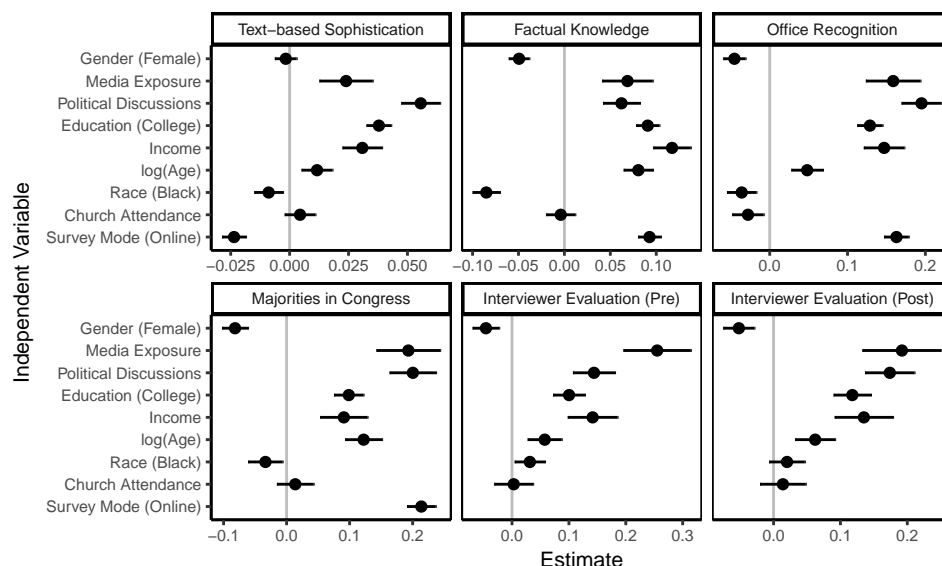 Text−based Sophistication
Factual Knowledge
Office Recognition
Gender (Female)
Media Exposure
Political Discussions
Education (College)
Income
log(Age)
Race (Black)
Church Attendance
Survey Mode (Online)
−0.025 0.000 0.025 0.050
−0.10 −0.05 0.00 0.05 0.10
0.0 0.1 0.2
Majorities in Congress
Interviewer Evaluation (Pre)
Interviewer Evaluation (Post)
Gender (Female)
Media Exposure
Political Discussions
Education (College)
Income
log(Age)
Race (Black)
Church Attendance
Survey Mode (Online)
−0.1 0.0 0.1 0.2
0.0 0.1 0.2 0.3
0.0 0.1 0.2
Independent Variable
Estimate